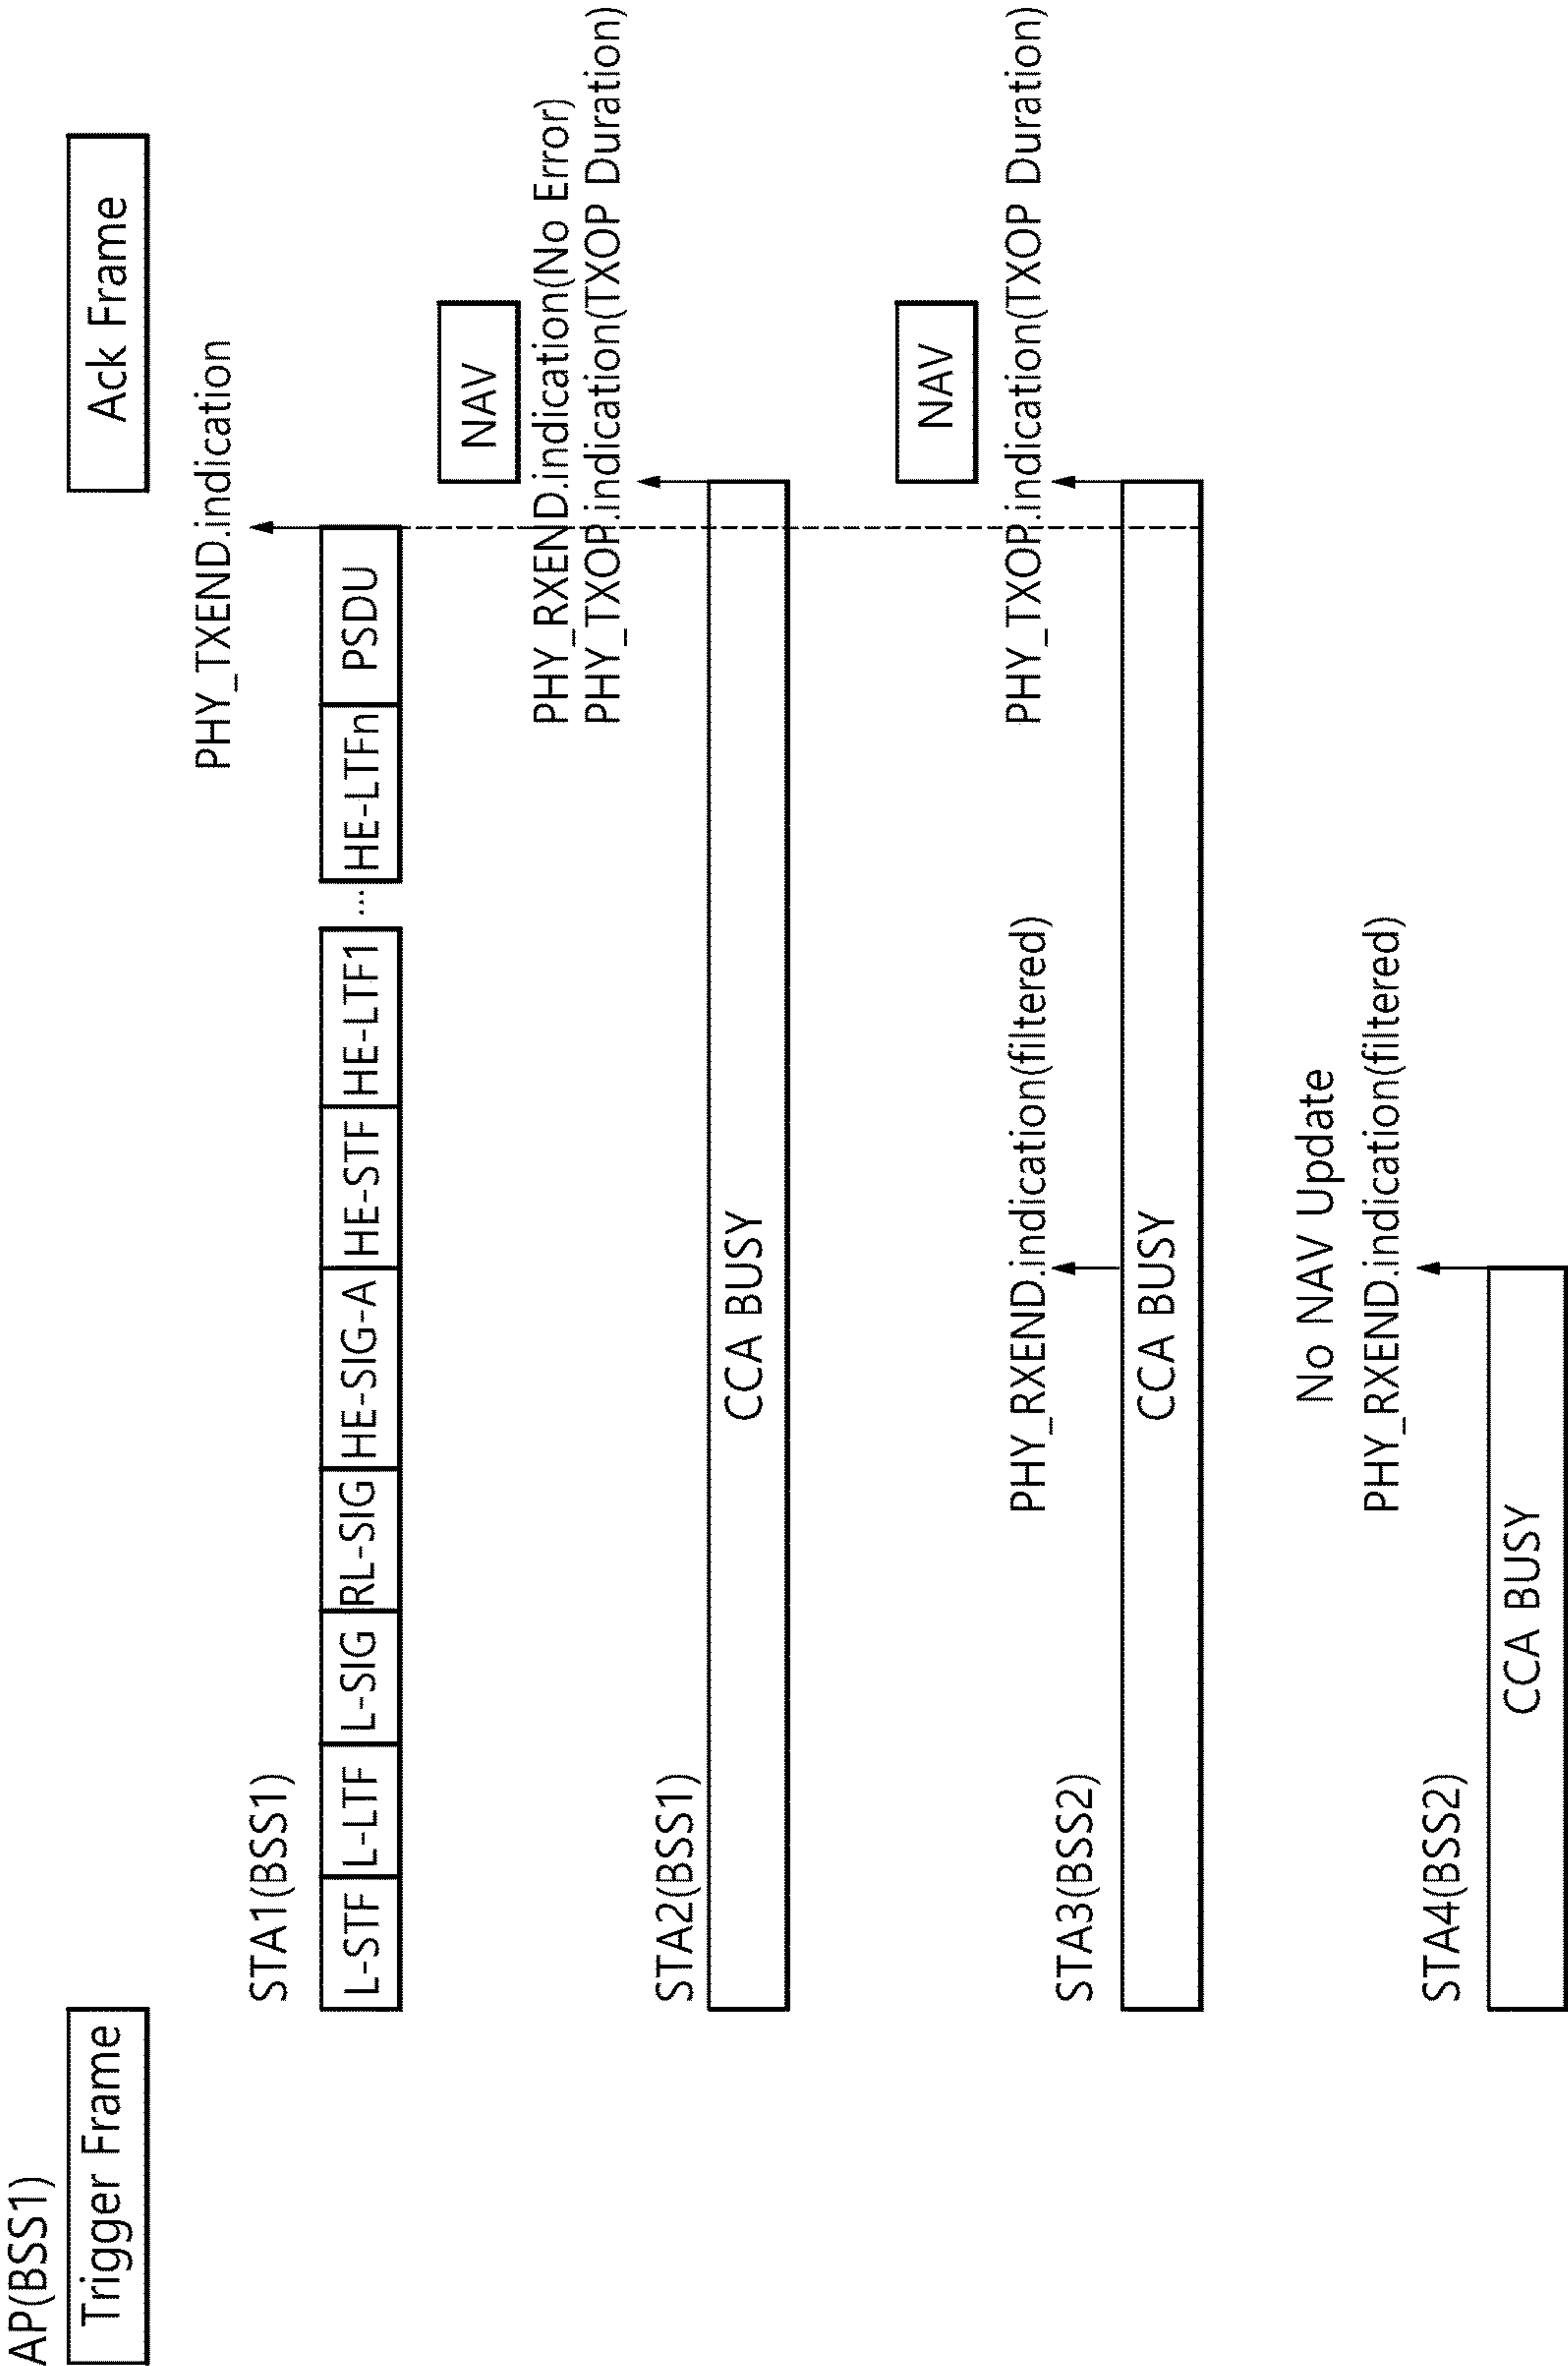 AP(BSS1)
Trigger Frame
Ack Frame
PHY_TXEND.indication
STA1(BSS1)
L-STF L-LTF L-SIG RL-SIG HE-SIG-A HE-STF HE-LTF1 ... HE-LTFn PSDU
NAV
PHY_RXEND.indication(No Error)
PHY_TXOP.indication(TXOP Duration)
STA2(BSS1)
CCA BUSY
NAV
PHY_RXEND.indication(filtered)
PHY_TXOP.indication(TXOP Duration)
STA3(BSS2)
CCA BUSY
No NAV Update
PHY_RXEND.indication(filtered)
STA4(BSS2)
CCA BUSY